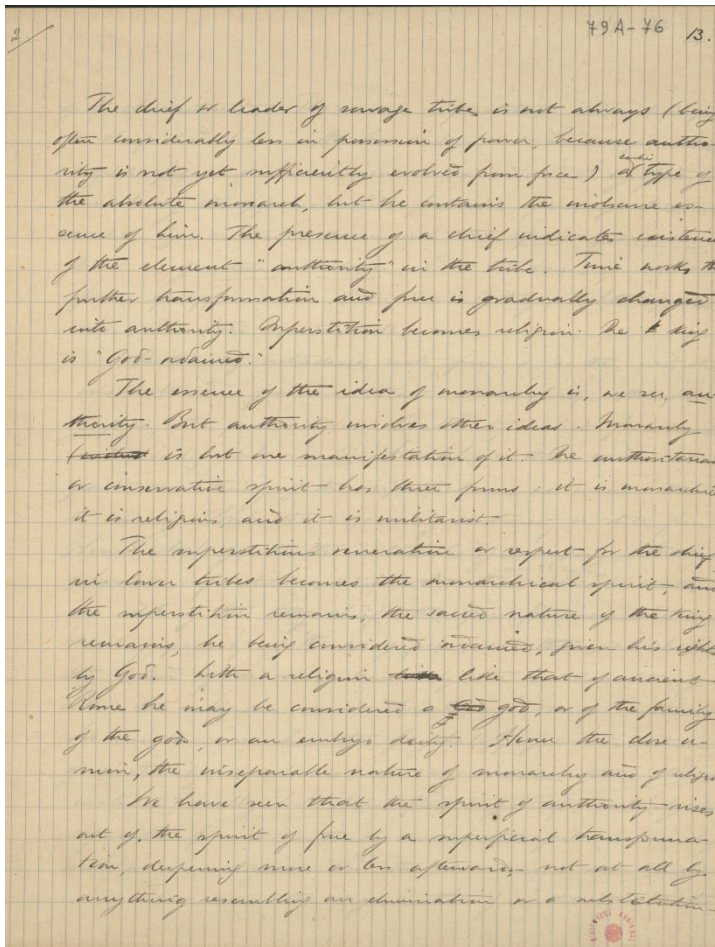 2
79A-76 13.
The chief or leader of savage tribes is not always (being
often considerably less in possession of power, because autho-
rity is not yet sufficiently evolved from force) a type of
the absolute monarch, but he contains the obscure es-
sence of him. The presence of a chief indicates existence
of the element "authority" in the tribe. Time works the
further transformation and force is gradually changed
into authority. Superstition becomes religion. The king
is "God-ordained."
The essence of the idea of monarchy is, we see, au-
thority. But authority involves other ideas. Monarchy
is but one manifestation of it. The authoritarian
or conservative spirit has three forms: it is monarchic
it is religious and it is militarist.
The superstitious veneration or respect for the chief
in lower tribes becomes the monarchical spirit, and
the superstition remains, the sacred nature of the king
remains, he being considered ordained, given his rights
by God. With a religion like that of ancient
Rome he may be considered a god, or of the family
of the gods, or an embryo deity. Hence the close u-
nion, the inseparable nature of monarchy and of religion
We have seen that the spirit of authority rises
out of the spirit of force by a superficial transforma-
tion, deepening more or less afterwards, not at all by
anything resembling an elimination or a substitution